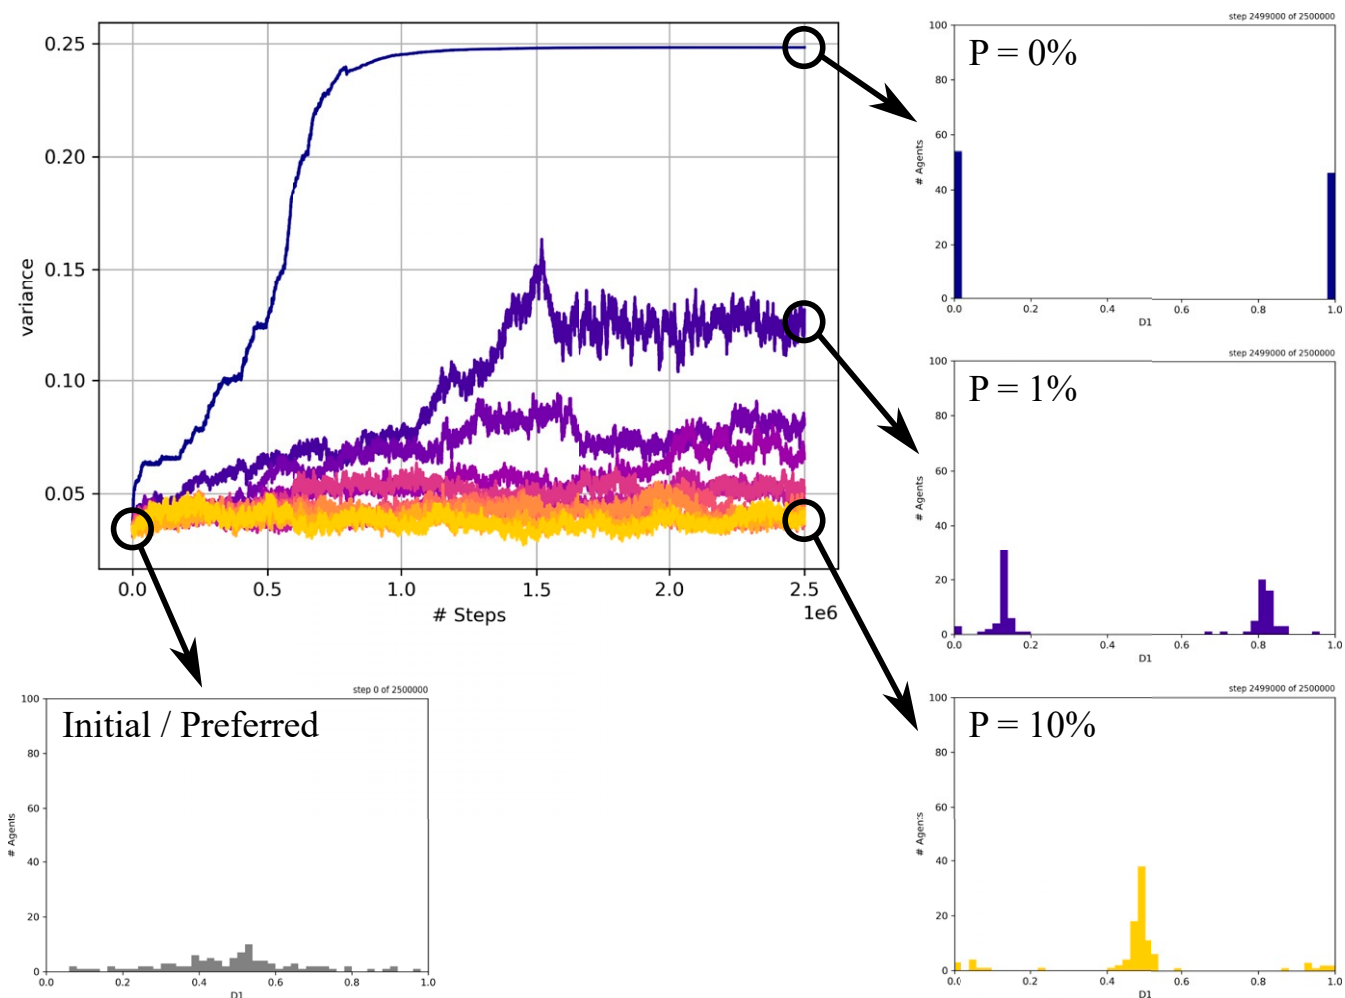 0.25
0.20
0.15
0.10
0.05
variance
0.0 0.5 1.0 1.5 2.0 2.5
1e6
# Steps
step 2499000 of 2500000
P = 0%
100
80
60
40
20
0
# Agents
0.0 0.2 0.4 0.6 0.8 1.0
D1
step 2499000 of 2500000
P = 1%
100
80
60
40
20
0
# Agents
0.0 0.2 0.4 0.6 0.8 1.0
D1
step 0 of 2500000
Initial / Preferred
100
80
60
40
20
0
# Agents
0.0 0.2 0.4 0.6 0.8 1.0
D1
step 2499000 of 2500000
P = 10%
100
80
60
40
20
0
# Agents
0.0 0.2 0.4 0.6 0.8 1.0
D1